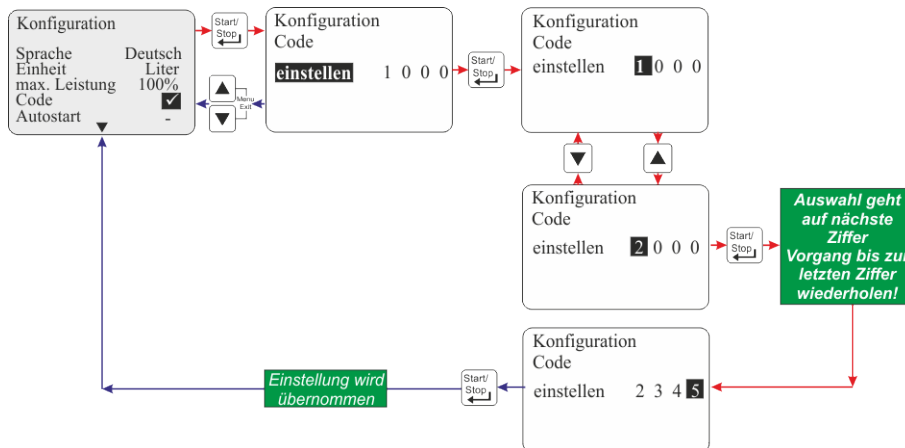 Konfiguration
Sprache Deutsch
Einheit Liter
max. Leistung 100%
Code ✓
Autostart -
Start/
Stop
Menu
Exit
Konfiguration
Code
einstellen 1 0 0 0
Start/
Stop
Konfiguration
Code
einstellen 1 0 0 0
Konfiguration
Code
einstellen 2 0 0 0
Start/
Stop
Auswahl geht
auf nächste
Ziffer
Vorgang bis zur
letzten Ziffer
wiederholen!
Konfiguration
Code
einstellen 2 3 4 5
Start/
Stop
Einstellung wird
übernommen